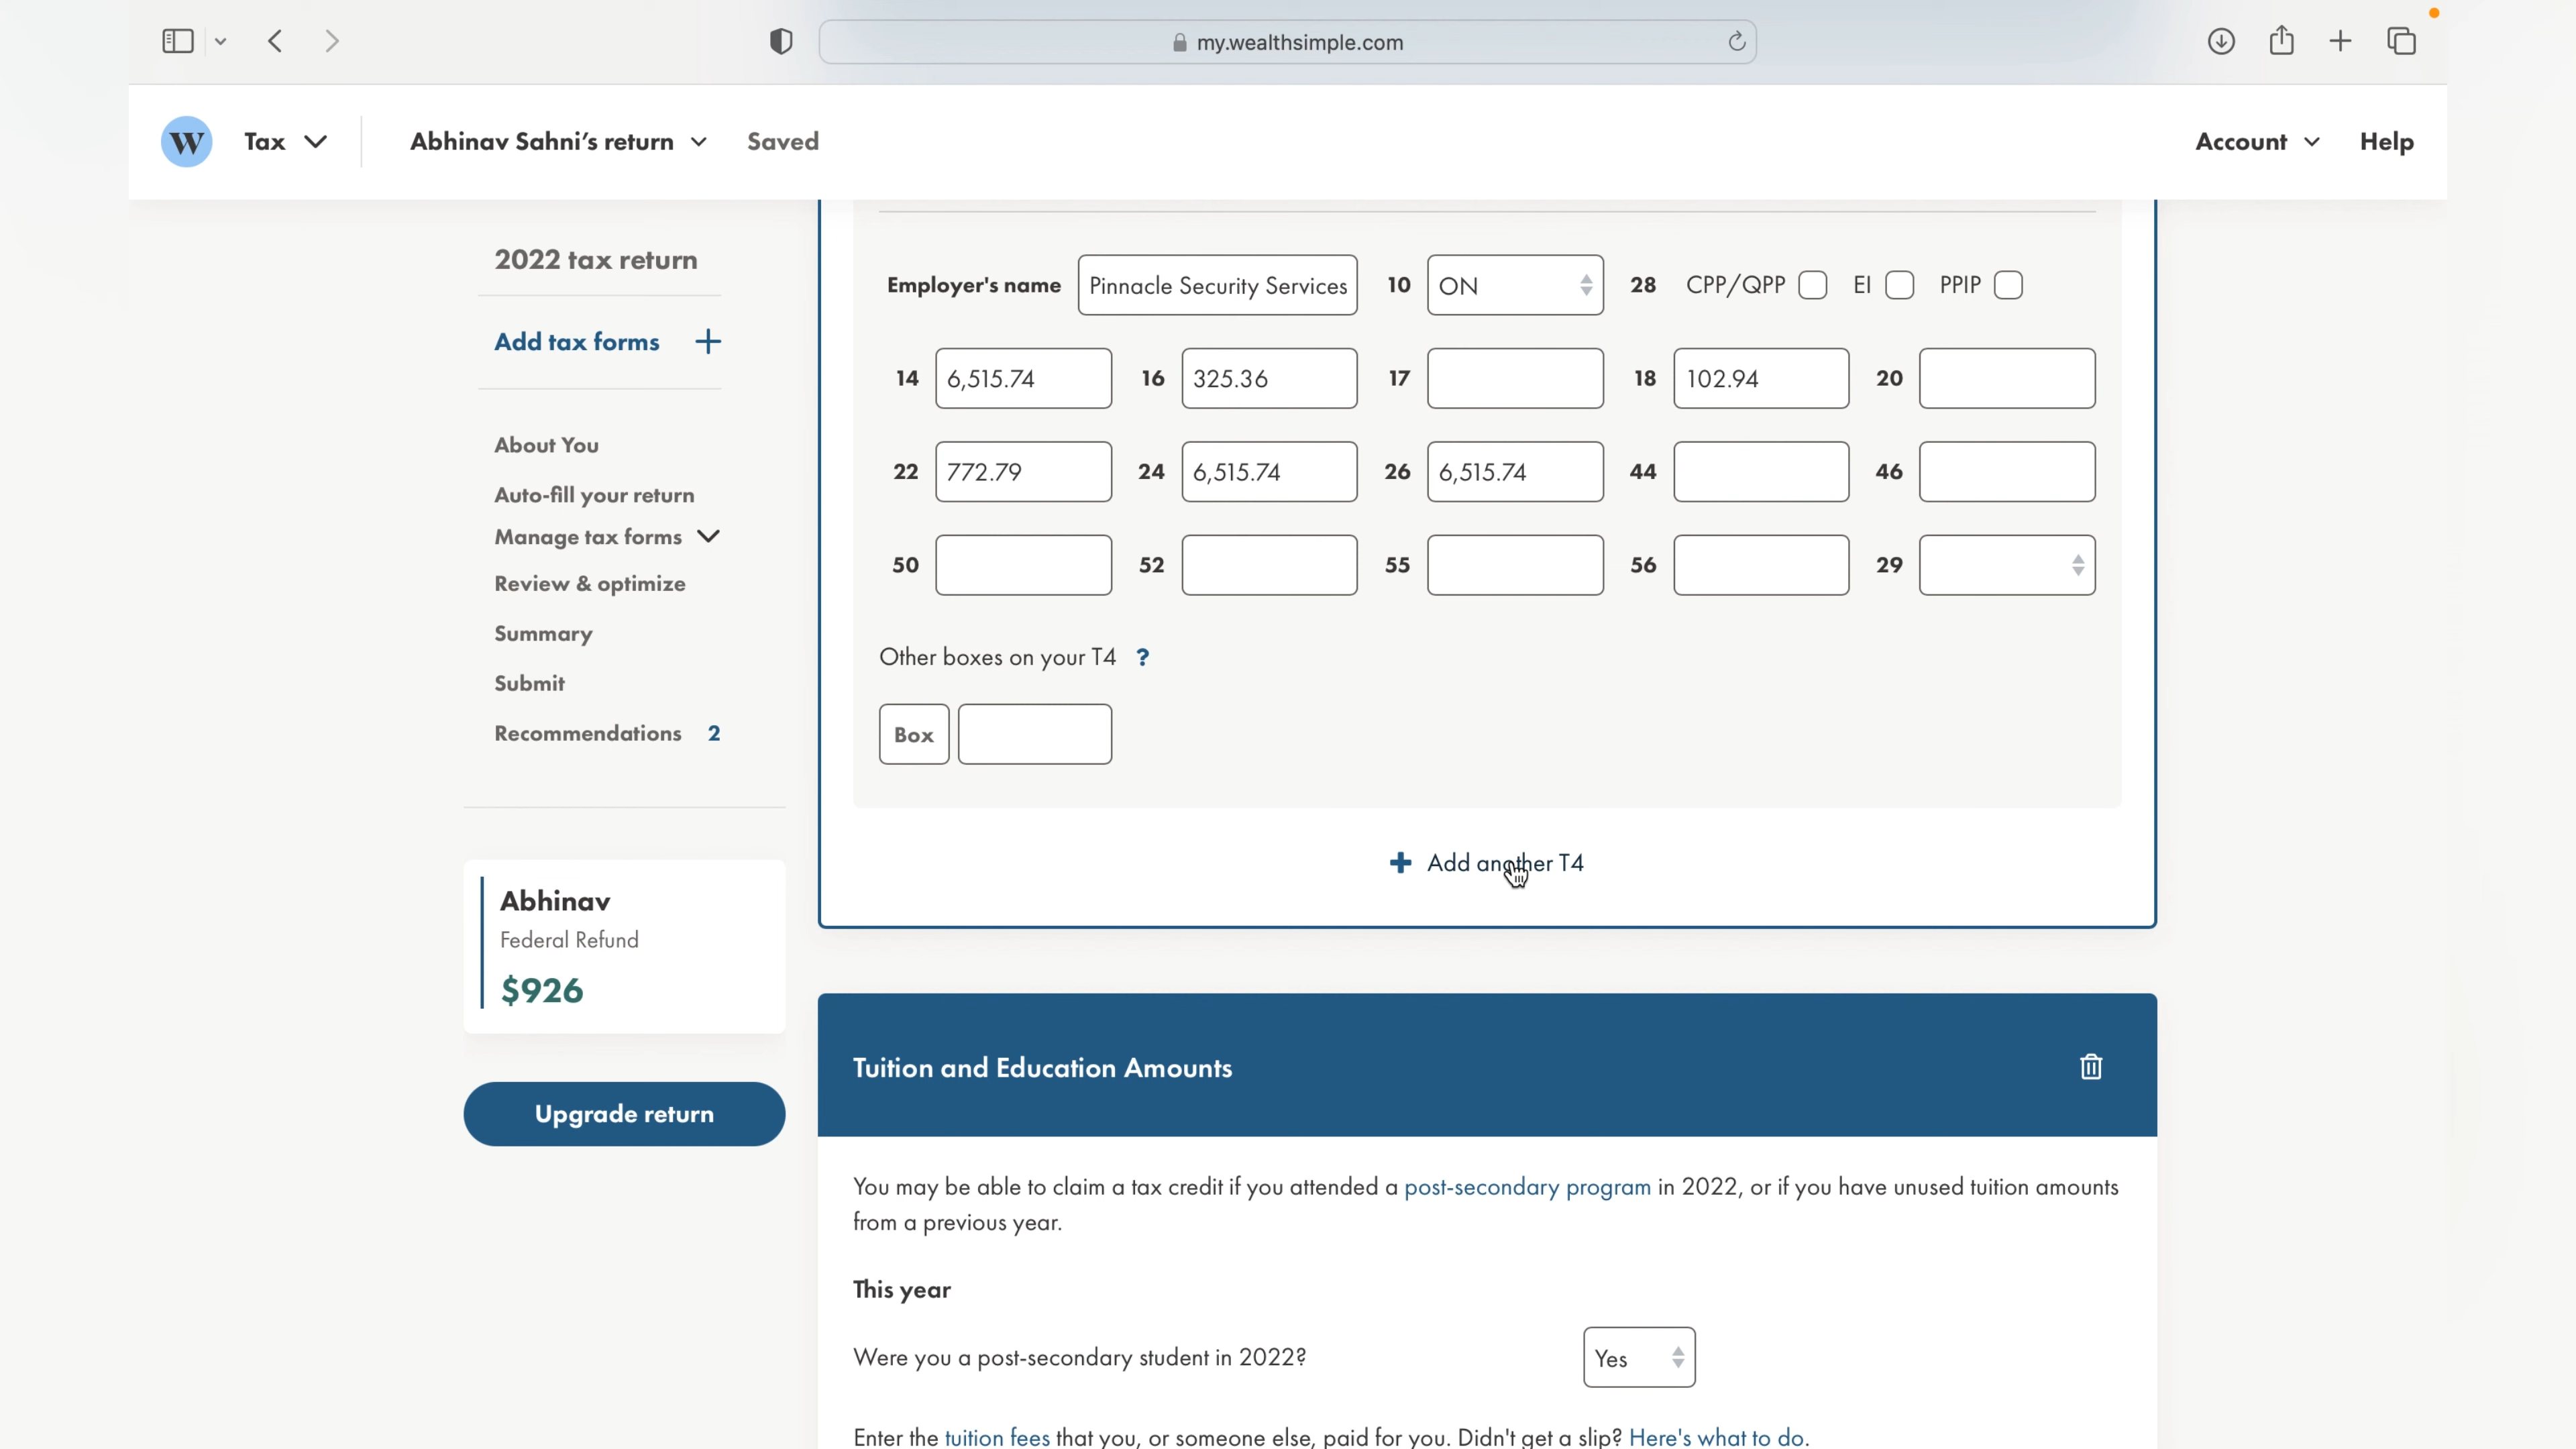 my.wealthsimple.com
W Tax Abhinav Sahni's return Saved Account Help
2022 tax return
Add tax forms +
About You
Auto-fill your return
Manage tax forms
Review & optimize
Summary
Submit
Recommendations 2
Abhinav
Federal Refund
$926
Upgrade return
Employer's name Pinnacle Security Services 10 ON 28 CPP/QPP EI PPIP
14 6,515.74 16 325.36 17 18 102.94 20
22 772.79 24 6,515.74 26 6,515.74 44 46
50 52 55 56 29
Other boxes on your T4 ?
Box
+ Add another T4
Tuition and Education Amounts
You may be able to claim a tax credit if you attended a post-secondary program in 2022, or if you have unused tuition amounts
from a previous year.
This year
Were you a post-secondary student in 2022? Yes
Enter the tuition fees that you, or someone else, paid for you. Didn't get a slip? Here's what to do.